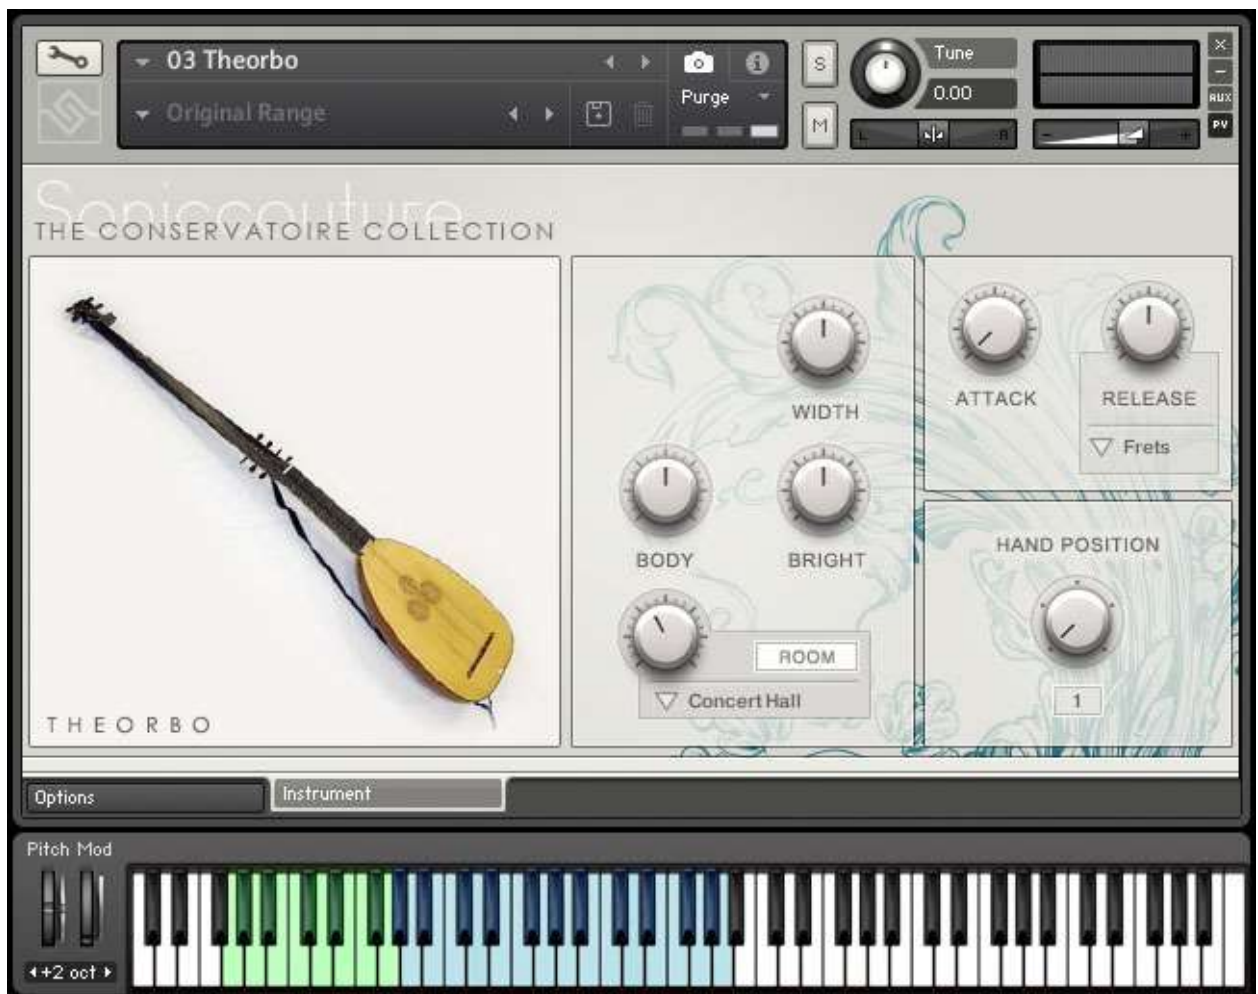 03 Theorbo
Original Range
Purge
S
M
Tune
0.00
L
R
-
+
X
-
AUX
PV
Soniccouture
THE CONSERVATOIRE COLLECTION
THEORBO
WIDTH
BODY
BRIGHT
ROOM
Concert Hall
ATTACK
RELEASE
Frets
HAND POSITION
1
Options
Instrument
Pitch Mod
+2 oct